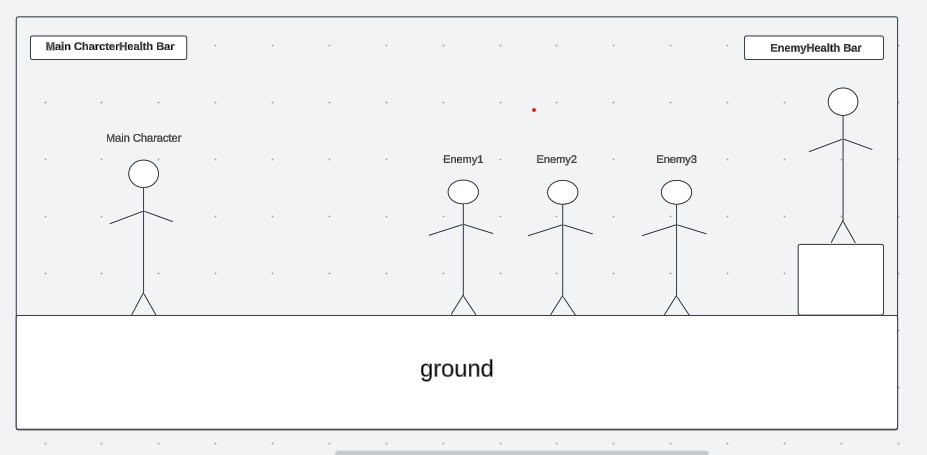 Main CharcterHealth Bar
EnemyHealth Bar
Main Character
Enemy1
Enemy2
Enemy3
ground